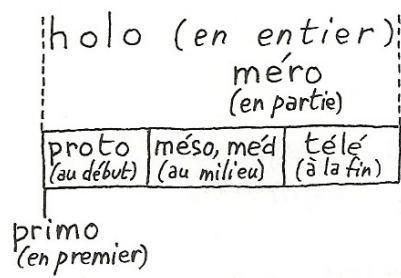 holo (en entier)
méro
(en partie)
proto
(au début)
méso, méd
(au milieu)
télé
(à la fin)
primo
(en premier)